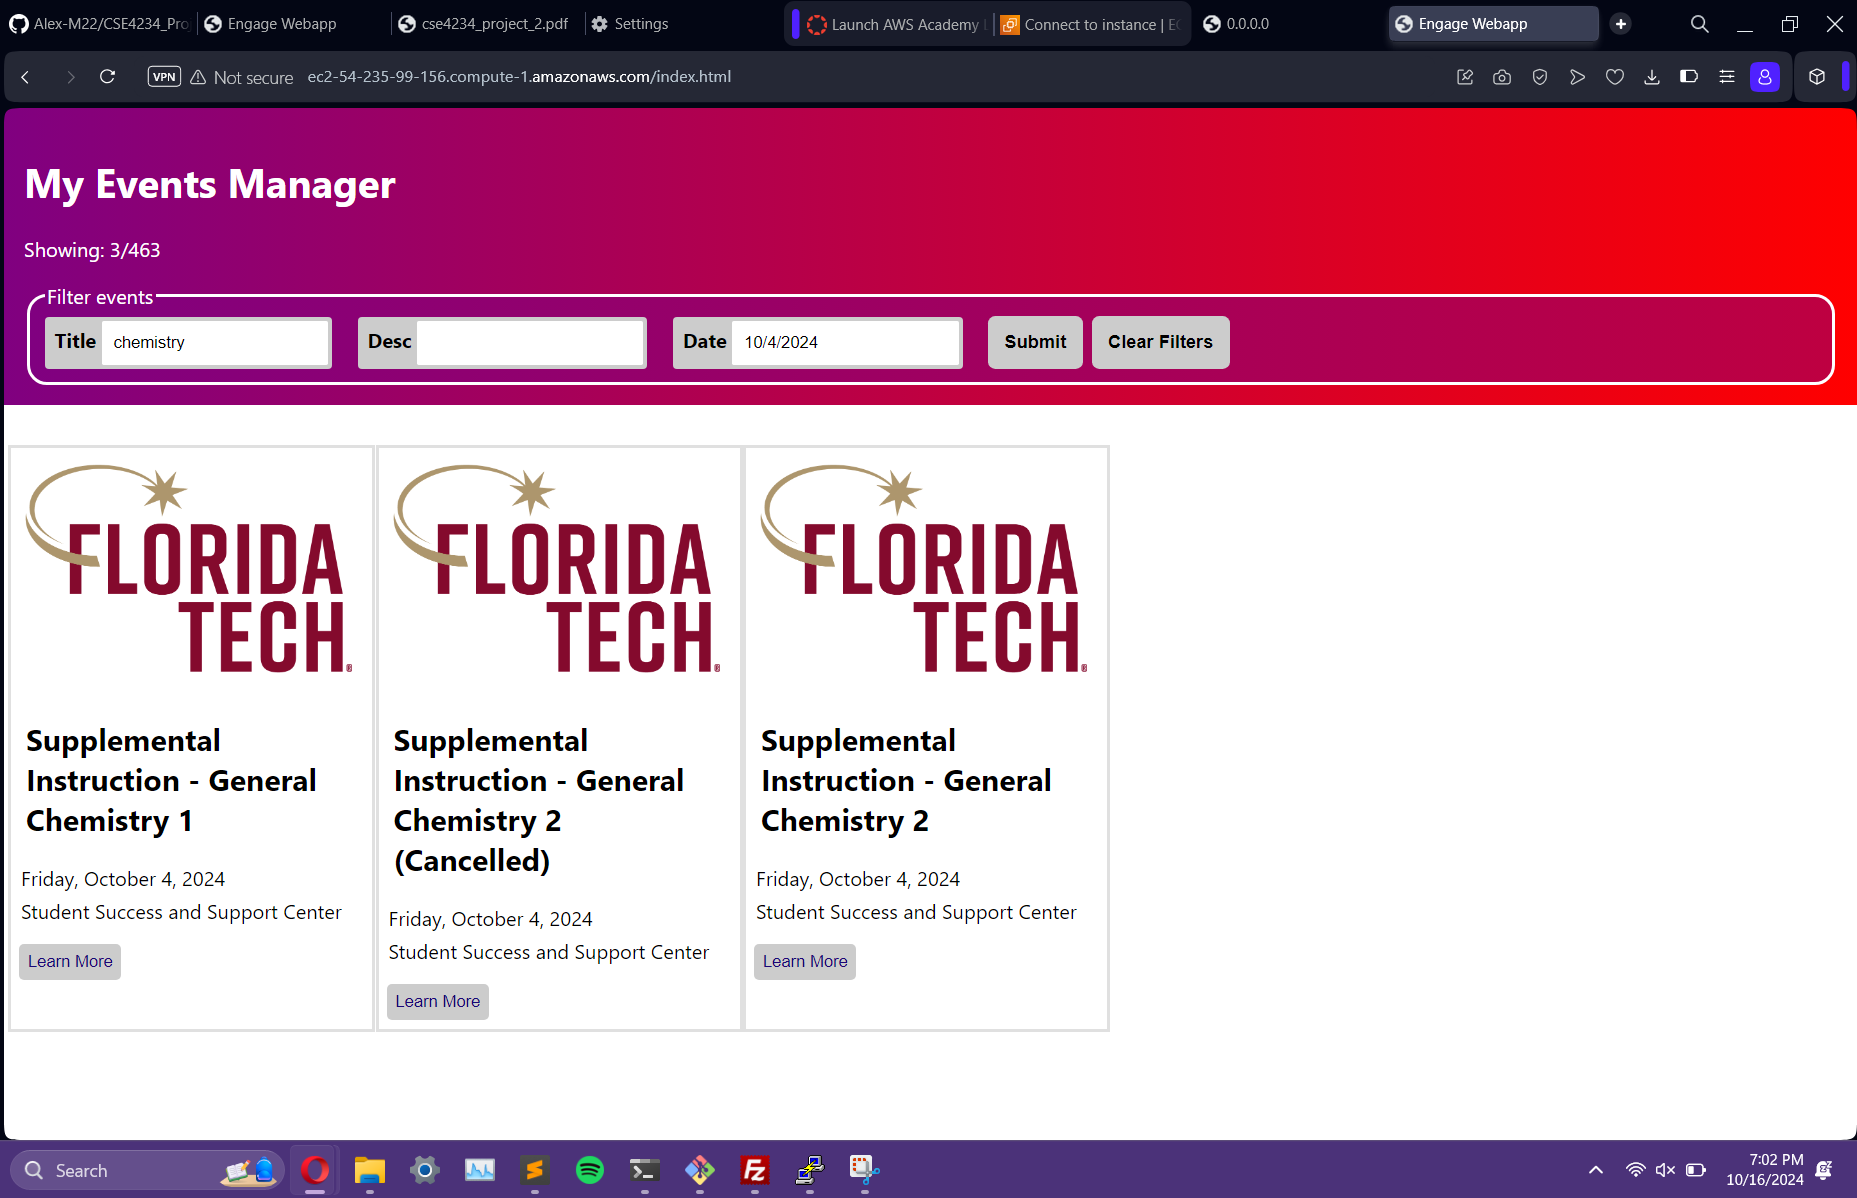 Alex-M22/CSE4234_Pro
Engage Webapp
cse4234_project_2.pdf
Settings
Launch AWS Academy
Connect to instance | EC
0.0.0.0
Engage Webapp
VPN
Not secure
ec2-54-235-99-156.compute-1.amazonaws.com/index.html
My Events Manager
Showing: 3/463
Filter events
Title
chemistry
Desc
Date
10/4/2024
Submit
Clear Filters
FLORIDA
TECH
Supplemental
Instruction - General
Chemistry 1
Friday, October 4, 2024
Student Success and Support Center
Learn More
FLORIDA
TECH
Supplemental
Instruction - General
Chemistry 2
(Cancelled)
Friday, October 4, 2024
Student Success and Support Center
Learn More
FLORIDA
TECH
Supplemental
Instruction - General
Chemistry 2
Friday, October 4, 2024
Student Success and Support Center
Learn More
Search
Fz
7:02 PM
10/16/2024